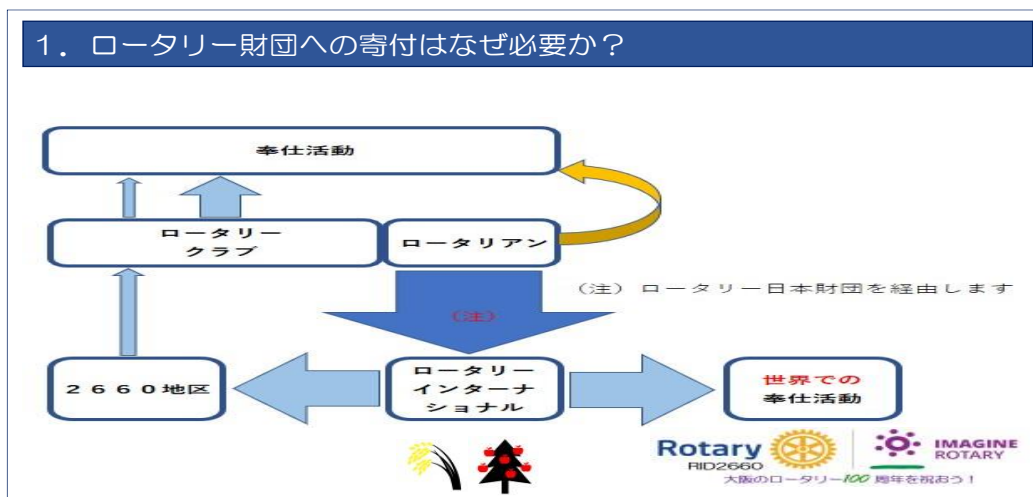 １．ロータリー財団への寄付はなぜ必要か？
奉仕活動
ロータリー
クラブ
ロータリアン
（注）ロータリー日本財団を経由します
（注）
２６６０地区
ロータリー
インターナ
ショナル
世界での
奉仕活動
Rotary
RID2660
IMAGINE
ROTARY
大阪のロータリー100周年を祝おう！